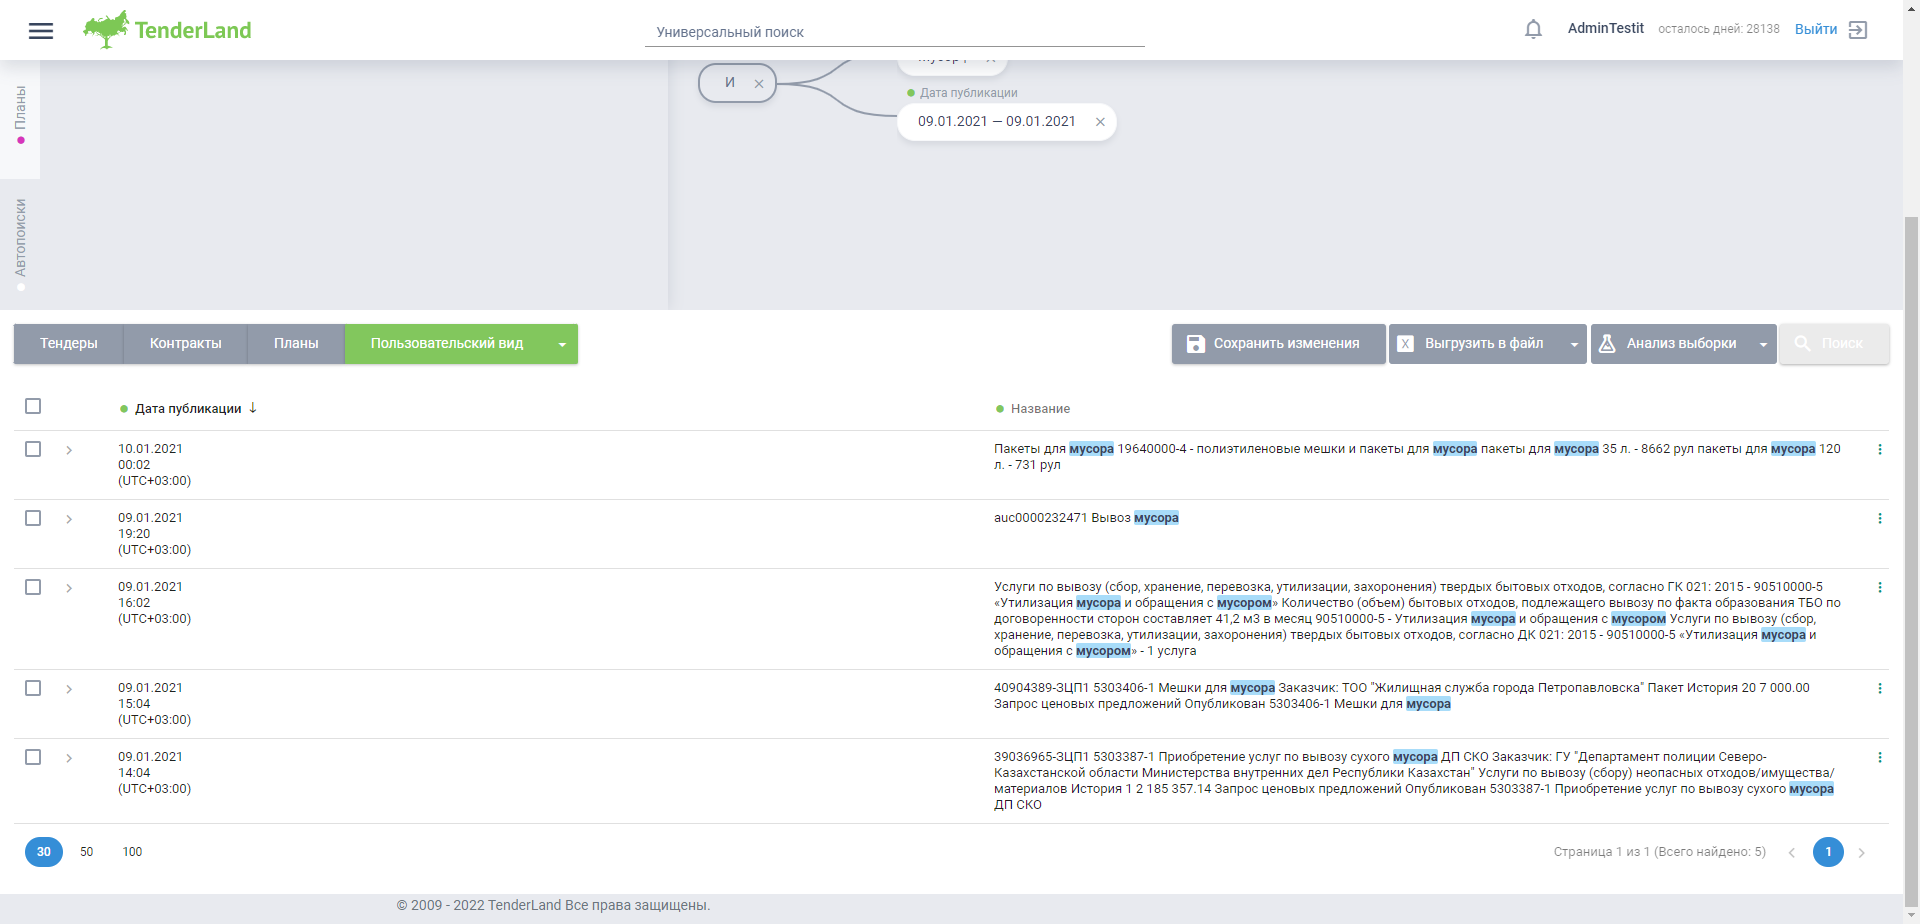 TenderLand
Универсальный поиск
AdminTestit
осталось дней: 28138
Выйти
Планы
Автопоиски
И
Дата публикации
09.01.2021 — 09.01.2021
Тендеры
Контракты
Планы
Пользовательский вид
Сохранить изменения
X
Выгрузить в файл
Анализ выборки
Поиск
Дата публикации
Название
10.01.2021
00:02
(UTC+03:00)
Пакеты для мусора 19640000-4 - полиэтиленовые мешки и пакеты для мусора пакеты для мусора 35 л. - 8662 рул пакеты для мусора 120
л. - 731 рул
09.01.2021
19:20
(UTC+03:00)
auc0000232471 Вывоз мусора
09.01.2021
16:02
(UTC+03:00)
Услуги по вывозу (сбор, хранение, перевозка, утилизации, захоронения) твердых бытовых отходов, согласно ГК 021: 2015 - 90510000-5
«Утилизация мусора и обращения с мусором» Количество (объем) бытовых отходов, подлежащего вывозу по факта образования ТБО по
договоренности сторон составляет 41,2 м3 в месяц 90510000-5 - Утилизация мусора и обращения с мусором Услуги по вывозу (сбор,
хранение, перевозка, утилизации, захоронения) твердых бытовых отходов, согласно ДК 021: 2015 - 90510000-5 «Утилизация мусора и
обращения с мусором» - 1 услуга
09.01.2021
15:04
(UTC+03:00)
40904389-ЗЦП1 5303406-1 Мешки для мусора Заказчик: ТОО "Жилищная служба города Петропавловска" Пакет История 20 7 000.00
Запрос ценовых предложений Опубликован 5303406-1 Мешки для мусора
09.01.2021
14:04
(UTC+03:00)
39036965-ЗЦП1 5303387-1 Приобретение услуг по вывозу сухого мусора ДП СКО Заказчик: ГУ "Департамент полиции Северо-
Казахстанской области Министерства внутренних дел Республики Казахстан" Услуги по вывозу (сбору) неопасных отходов/имущества/
материалов История 1 2 185 357.14 Запрос ценовых предложений Опубликован 5303387-1 Приобретение услуг по вывозу сухого мусора
ДП СКО
30
50
100
Страница 1 из 1 (Всего найдено: 5)
1
© 2009 - 2022 TenderLand Все права защищены.